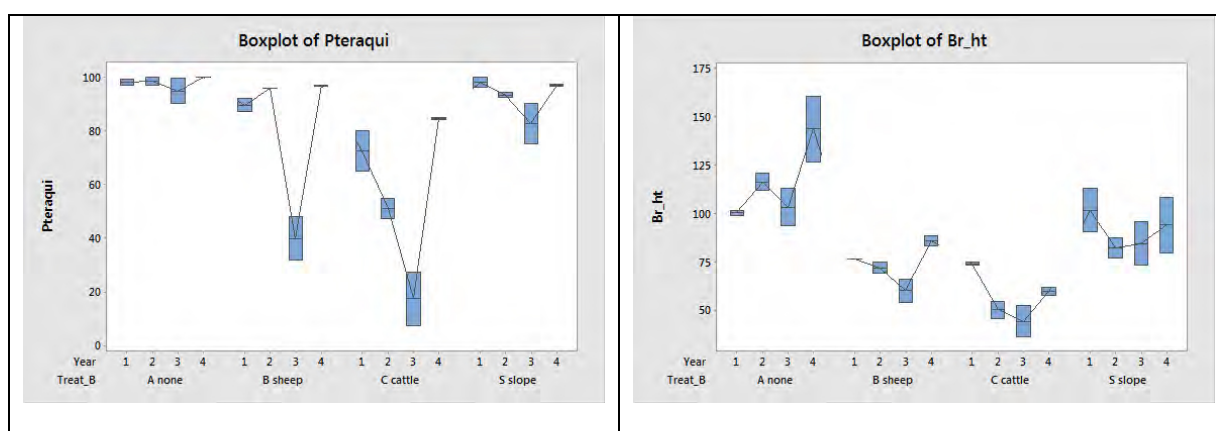 Boxplot of Pteraqui
100
80
60
40
20
0
Pteraqui
Year 1 2 3 4 1 2 3 4 1 2 3 4 1 2 3 4
Treat_B A none B sheep C cattle S slope
Boxplot of Br_ht
175
150
125
100
75
50
Br_ht
Year 1 2 3 4 1 2 3 4 1 2 3 4 1 2 3 4
Treat_B A none B sheep C cattle S slope